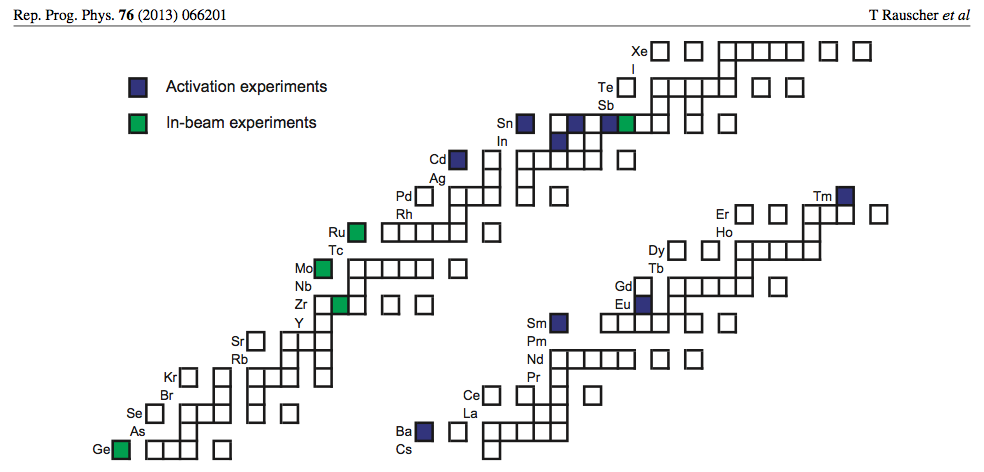 Rep. Prog. Phys. 76 (2013) 066201
T Rauscher et al
Activation experiments
In-beam experiments
Xe
I
Te
Sb
Sn
In
Cd
Ag
Pd
Rh
Ru
Tc
Mo
Nb
Zr
Y
Sr
Rb
Kr
Br
Se
As
Ge
Tm
Er
Ho
Dy
Tb
Gd
Eu
Sm
Pm
Nd
Pr
Ce
La
Ba
Cs